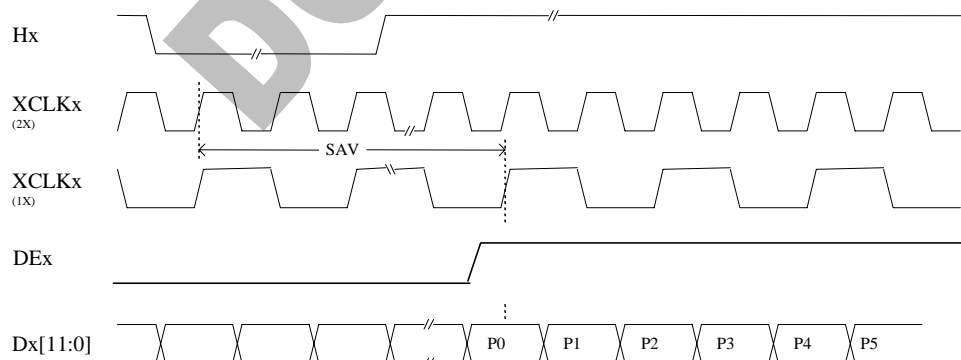 Hx
XCLKx
(2X)
SAV
XCLKx
(1X)
DEx
Dx[11:0] P0 P1 P2 P3 P4 P5